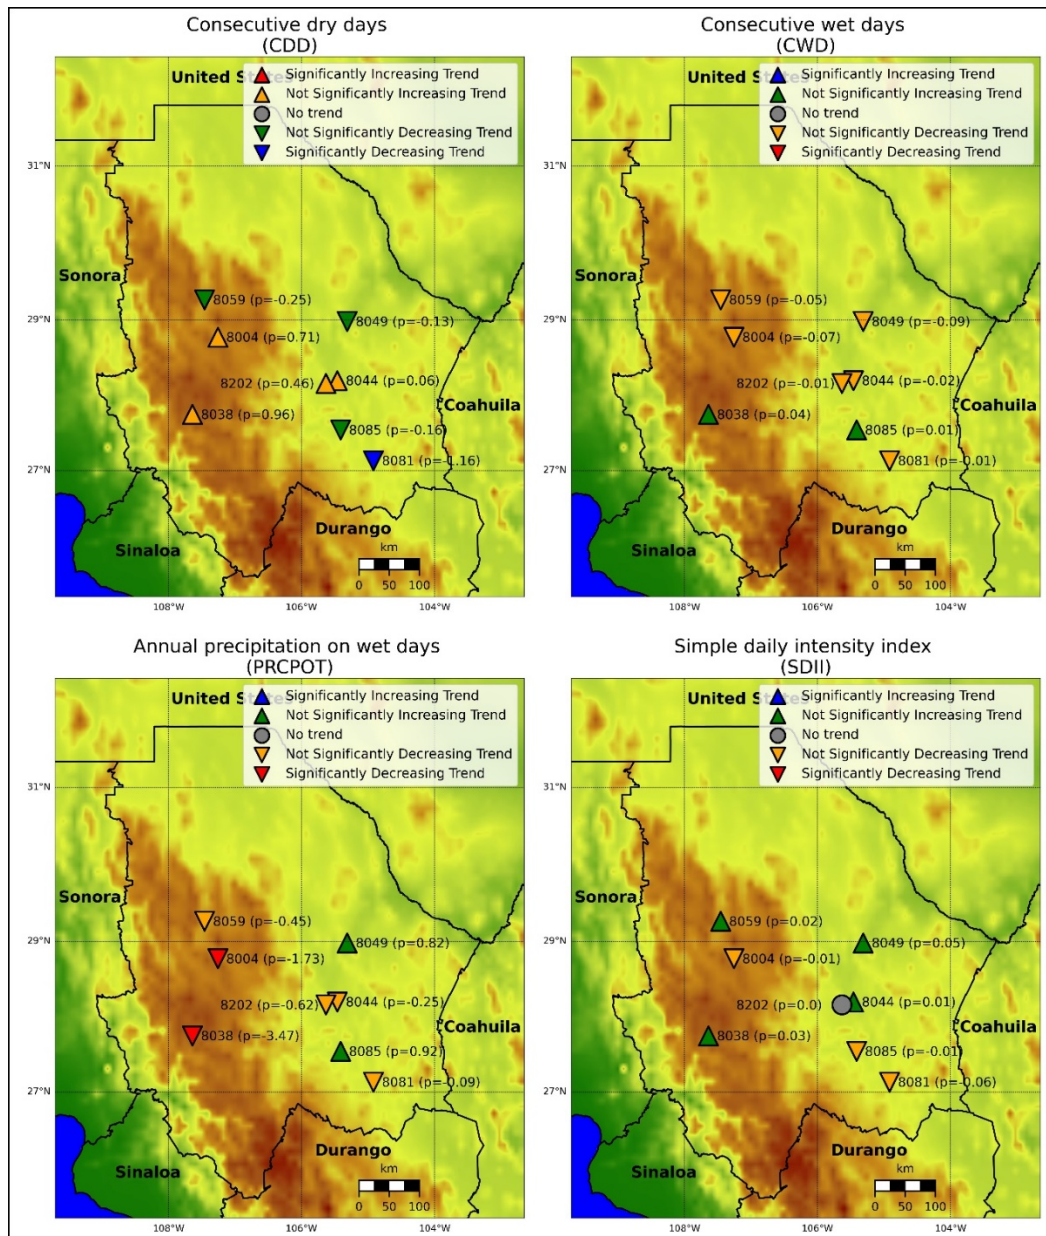 Consecutive dry days
(CDD)
United States
Significantly Increasing Trend
Not Significantly Increasing Trend
No trend
Not Significantly Decreasing Trend
Significantly Decreasing Trend
31°N
Sonora
8059 (p=-0.25)
29°N
8049 (p=-0.13)
8004 (p=0.71)
8202 (p=0.46)
8044 (p=0.06)
Coahuila
8038 (p=0.96)
8085 (p=-0.16)
27°N
8081 (p=-1.16)
Durango
Sinaloa
km
0 50 100
108°W 106°W 104°W
Consecutive wet days
(CWD)
United States
Significantly Increasing Trend
Not Significantly Increasing Trend
No trend
Not Significantly Decreasing Trend
Significantly Decreasing Trend
31°N
Sonora
8059 (p=-0.05)
29°N
8049 (p=-0.09)
8004 (p=-0.07)
8202 (p=-0.01)
8044 (p=-0.02)
Coahuila
8038 (p=0.04)
8085 (p=0.01)
27°N
8081 (p=-0.01)
Durango
Sinaloa
km
0 50 100
108°W 106°W 104°W
Annual precipitation on wet days
(PRCPOT)
United States
Significantly Increasing Trend
Not Significantly Increasing Trend
No trend
Not Significantly Decreasing Trend
Significantly Decreasing Trend
31°N
Sonora
8059 (p=-0.45)
29°N
8049 (p=0.82)
8004 (p=-1.73)
8202 (p=-0.62)
8044 (p=-0.25)
Coahuila
8038 (p=-3.47)
8085 (p=0.92)
27°N
8081 (p=-0.09)
Durango
Sinaloa
km
0 50 100
108°W 106°W 104°W
Simple daily intensity index
(SDII)
United States
Significantly Increasing Trend
Not Significantly Increasing Trend
No trend
Not Significantly Decreasing Trend
Significantly Decreasing Trend
31°N
Sonora
8059 (p=0.02)
29°N
8049 (p=0.05)
8004 (p=-0.01)
8202 (p=0.0)
8044 (p=0.01)
Coahuila
8038 (p=0.03)
8085 (p=-0.01)
27°N
8081 (p=-0.06)
Durango
Sinaloa
km
0 50 100
108°W 106°W 104°W